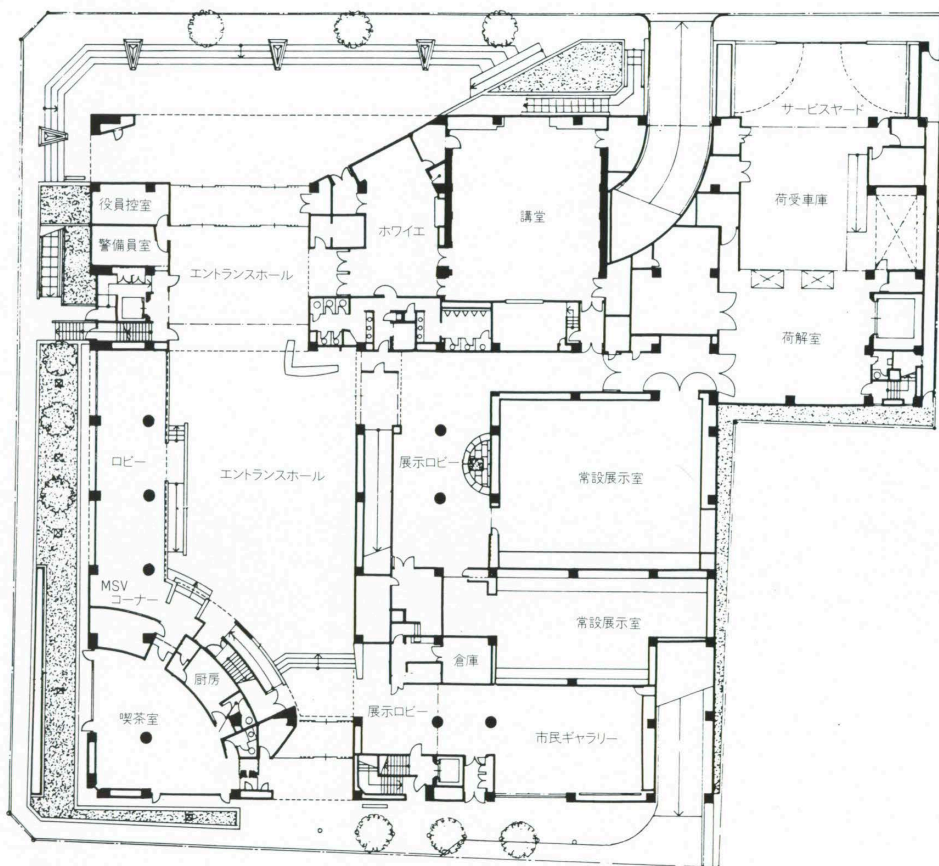 サービスヤード
役員控室
荷受車庫
講堂
ホワイエ
警備員室
エントランスホール
荷解室
ロビー
展示ロビー
エントランスホール
常設展示室
MSV
コーナー
常設展示室
倉庫
厨房
喫茶室
展示ロビー
市民ギャラリー